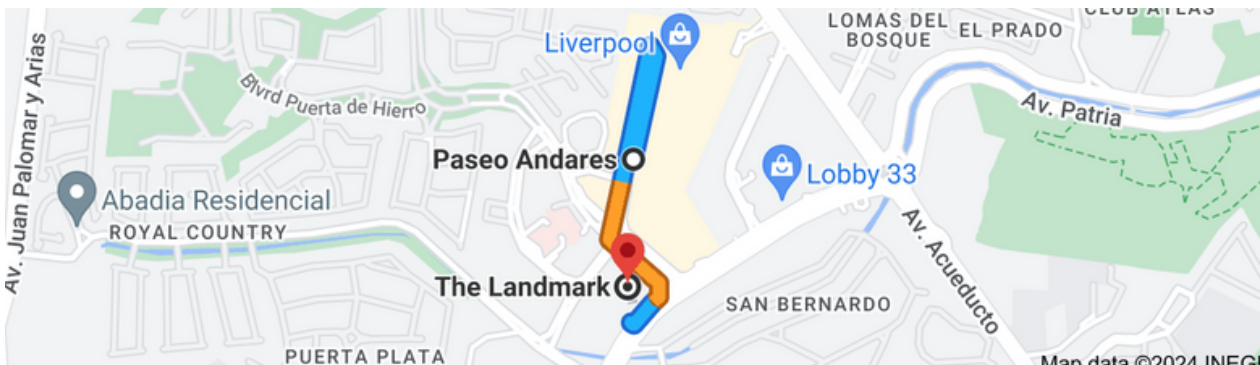 CLUB ATLAS
LOMAS DEL
BOSQUE
EL PRADO
Liverpool
Av. Juan Palomar y Arias
Blvrd Puerta de Hierro
Av. Patria
Paseo Andares
Lobby 33
Abadia Residencial
ROYAL COUNTRY
Av. Acueducto
The Landmark
SAN BERNARDO
PUERTA PLATA
Map data ©2024 INEGI